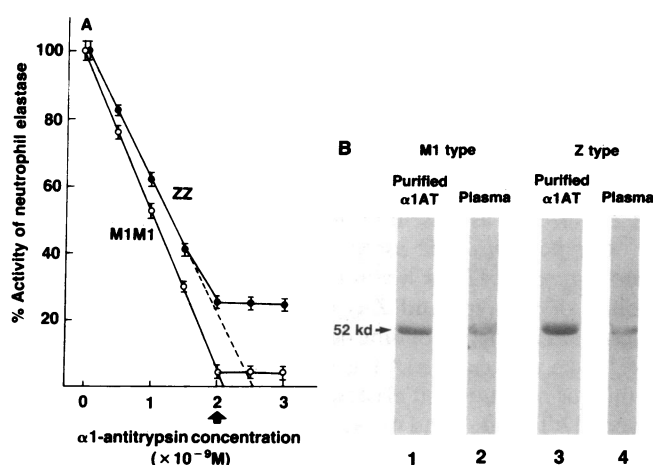 A
% Activity of neutrophil elastase
100
80
60
40
20
ZZ
M1M1
0 1 2 3
α1-antitrypsin concentration
(×10⁻⁹M)
B
M1 type Z type
Purified α1AT Plasma Purified α1AT Plasma
52 kd
1 2 3 4